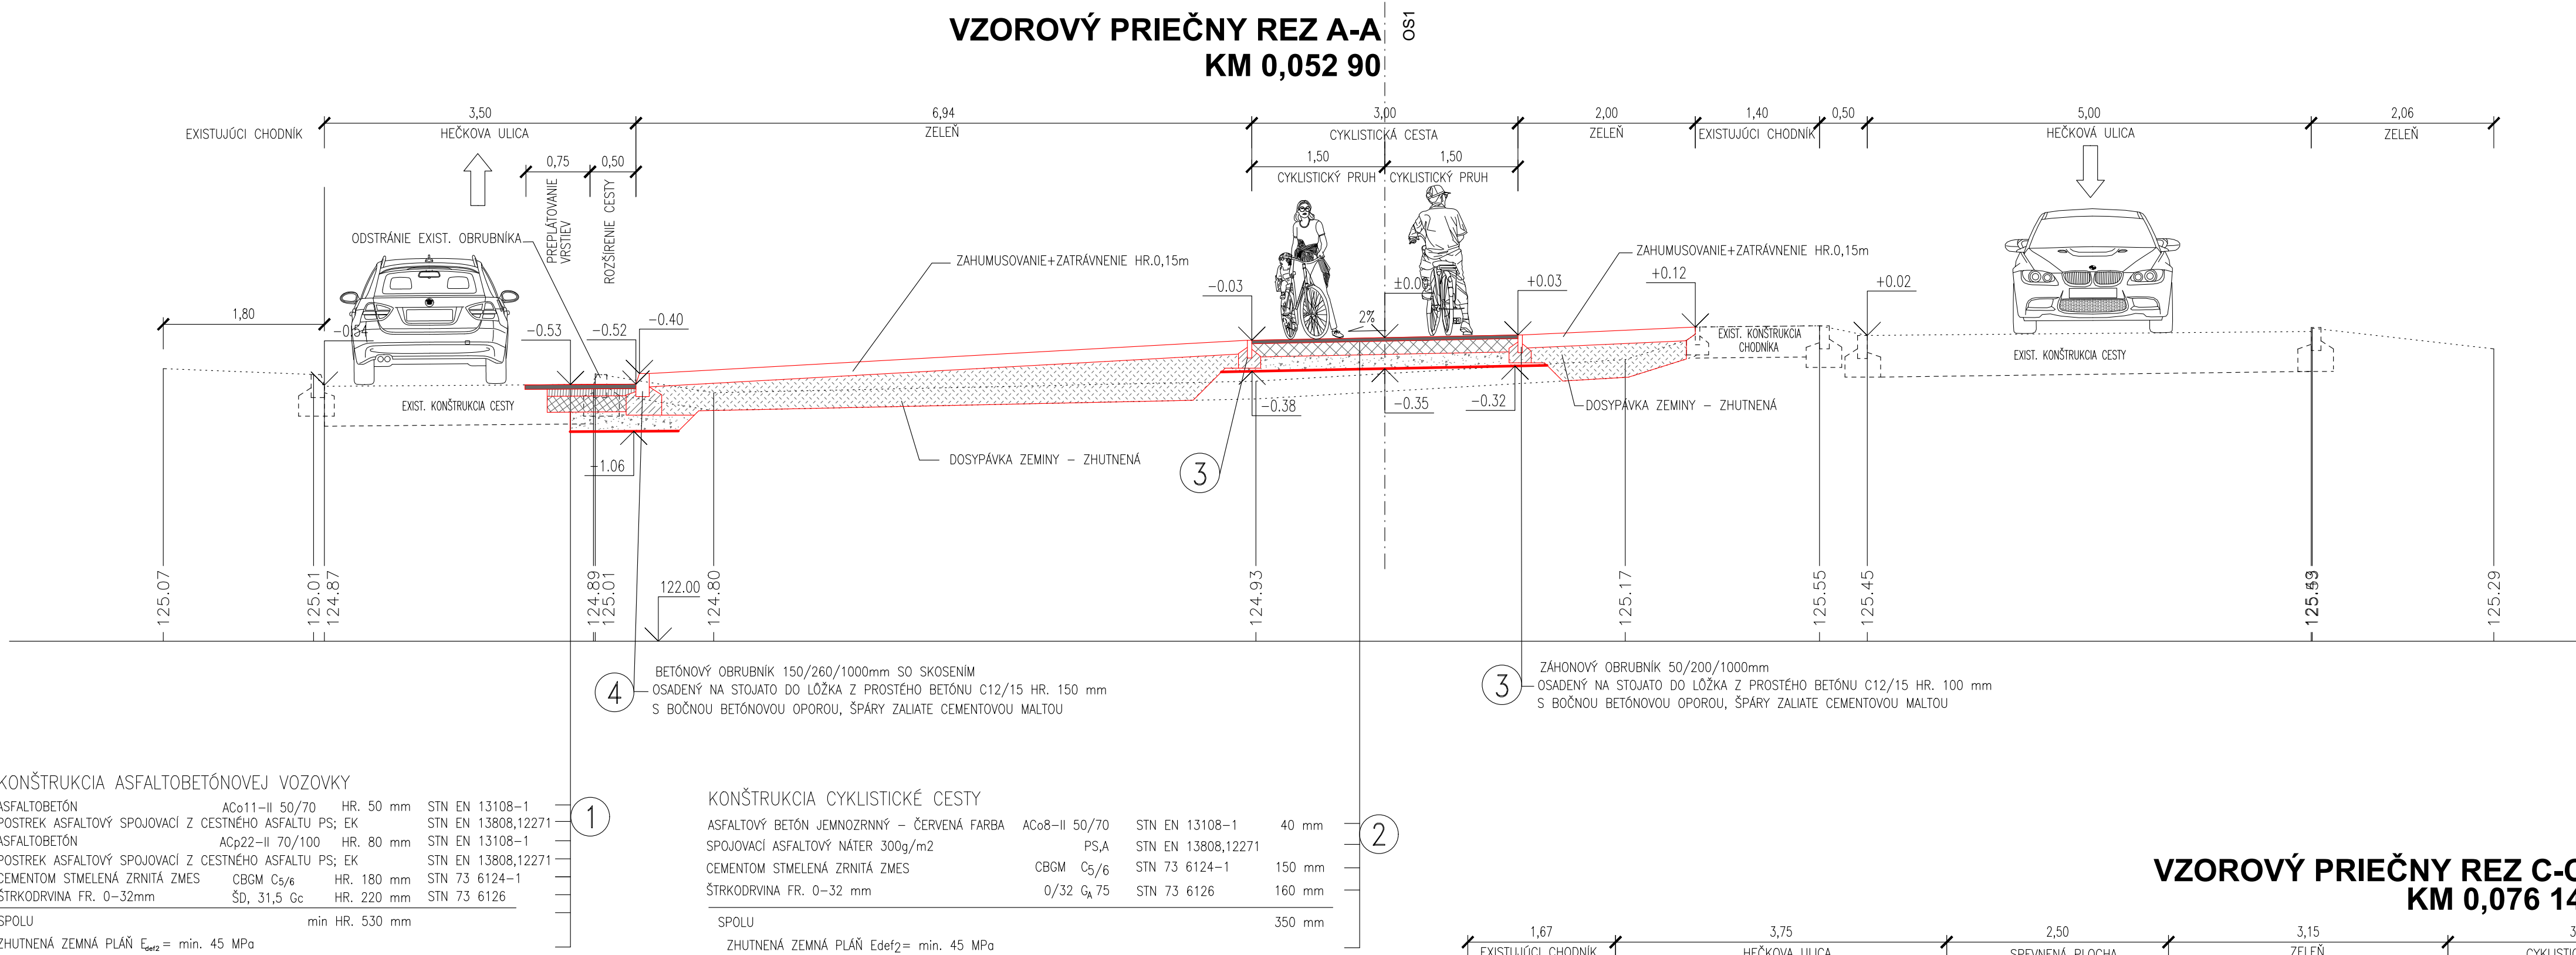 VZOROVÝ PRIEČNY REZ A-A
KM 0,052 90
OS1
3,50
6,94
3,00
2,00
1,40
0,50
5,00
2,06
EXISTUJÚCI CHODNÍK
HEČKOVA ULICA
ZELEŇ
CYKLISTICKÁ CESTA
ZELEŇ
EXISTUJÚCI CHODNÍK
HEČKOVÁ ULICA
ZELEŇ
0,75
0,50
1,50
1,50
PREPLÁTOVANIE
VRSTIEV
ROZŠÍRENIE CESTY
CYKLISTICKÝ PRUH
CYKLISTICKÝ PRUH
ODSTRÁNIE EXIST. OBRUBNÍKA
ZAHUMUSOVANIE+ZATRÁVNENIE HR.0,15m
ZAHUMUSOVANIE+ZATRÁVNENIE HR.0,15m
1,80
-0.54
-0.53
-0.52
-0.40
-0.03
±0.00
+0.03
+0.12
+0.02
2%
EXIST. KONŠTRUKCIA CESTY
EXIST. KONŠTRUKCIA
CHODNÍKA
EXIST. KONŠTRUKCIA CESTY
-1.06
-0.38
-0.35
-0.32
DOSYPÁVKA ZEMINY - ZHUTNENÁ
DOSYPÁVKA ZEMINY - ZHUTNENÁ
3
125.07
125.01
124.87
124.89
125.01
122.00
124.80
124.93
125.17
125.55
125.45
125.29
4
BETÓNOVÝ OBRUBNÍK 150/260/1000mm SO SKOSENÍM
OSADENÝ NA STOJATO DO LÔŽKA Z PROSTÉHO BETÓNU C12/15 HR. 150 mm
S BOČNOU BETÓNOVOU OPOROU, ŠPÁRY ZALIATE CEMENTOVOU MALTOU
3
ZÁHONOVÝ OBRUBNÍK 50/200/1000mm
OSADENÝ NA STOJATO DO LÔŽKA Z PROSTÉHO BETÓNU C12/15 HR. 100 mm
S BOČNOU BETÓNOVOU OPOROU, ŠPÁRY ZALIATE CEMENTOVOU MALTOU
KONŠTRUKCIA ASFALTOBETÓNOVEJ VOZOVKY
ASFALTOBETÓN ACo11-II 50/70 HR. 50 mm STN EN 13108-1
POSTREK ASFALTOVÝ SPOJOVACÍ Z CESTNÉHO ASFALTU PS; EK STN EN 13808,12271
ASFALTOBETÓN ACp22-II 70/100 HR. 80 mm STN EN 13108-1
POSTREK ASFALTOVÝ SPOJOVACÍ Z CESTNÉHO ASFALTU PS; EK STN EN 13808,12271
CEMENTOM STMELENÁ ZRNITÁ ZMES CBGM C5/6 HR. 180 mm STN 73 6124-1
ŠTRKODRVINA FR. 0-32mm ŠD, 31,5 Gc HR. 220 mm STN 73 6126
SPOLU min HR. 530 mm
ZHUTNENÁ ZEMNÁ PLÁŇ Edef2 = min. 45 MPa
1
KONŠTRUKCIA CYKLISTICKÉ CESTY
ASFALTOVÝ BETÓN JEMNOZRNNÝ - ČERVENÁ FARBA ACo8-II 50/70 STN EN 13108-1 40 mm
SPOJOVACÍ ASFALTOVÝ NÁTER 300g/m2 PS,A STN EN 13808,12271
CEMENTOM STMELENÁ ZRNITÁ ZMES CBGM C5/6 STN 73 6124-1 150 mm
ŠTRKODRVINA FR. 0-32 mm 0/32 GA 75 STN 73 6126 160 mm
SPOLU 350 mm
ZHUTNENÁ ZEMNÁ PLÁŇ Edef2= min. 45 MPa
2
VZOROVÝ PRIEČNY REZ C-C
KM 0,076 14
1,67
3,75
2,50
3,15
3
EXISTUJÚCI CHODNÍK
HEČKOVA ULICA
SPEVNENÁ PLOCHA
ZELEŇ
CYKLISTIC